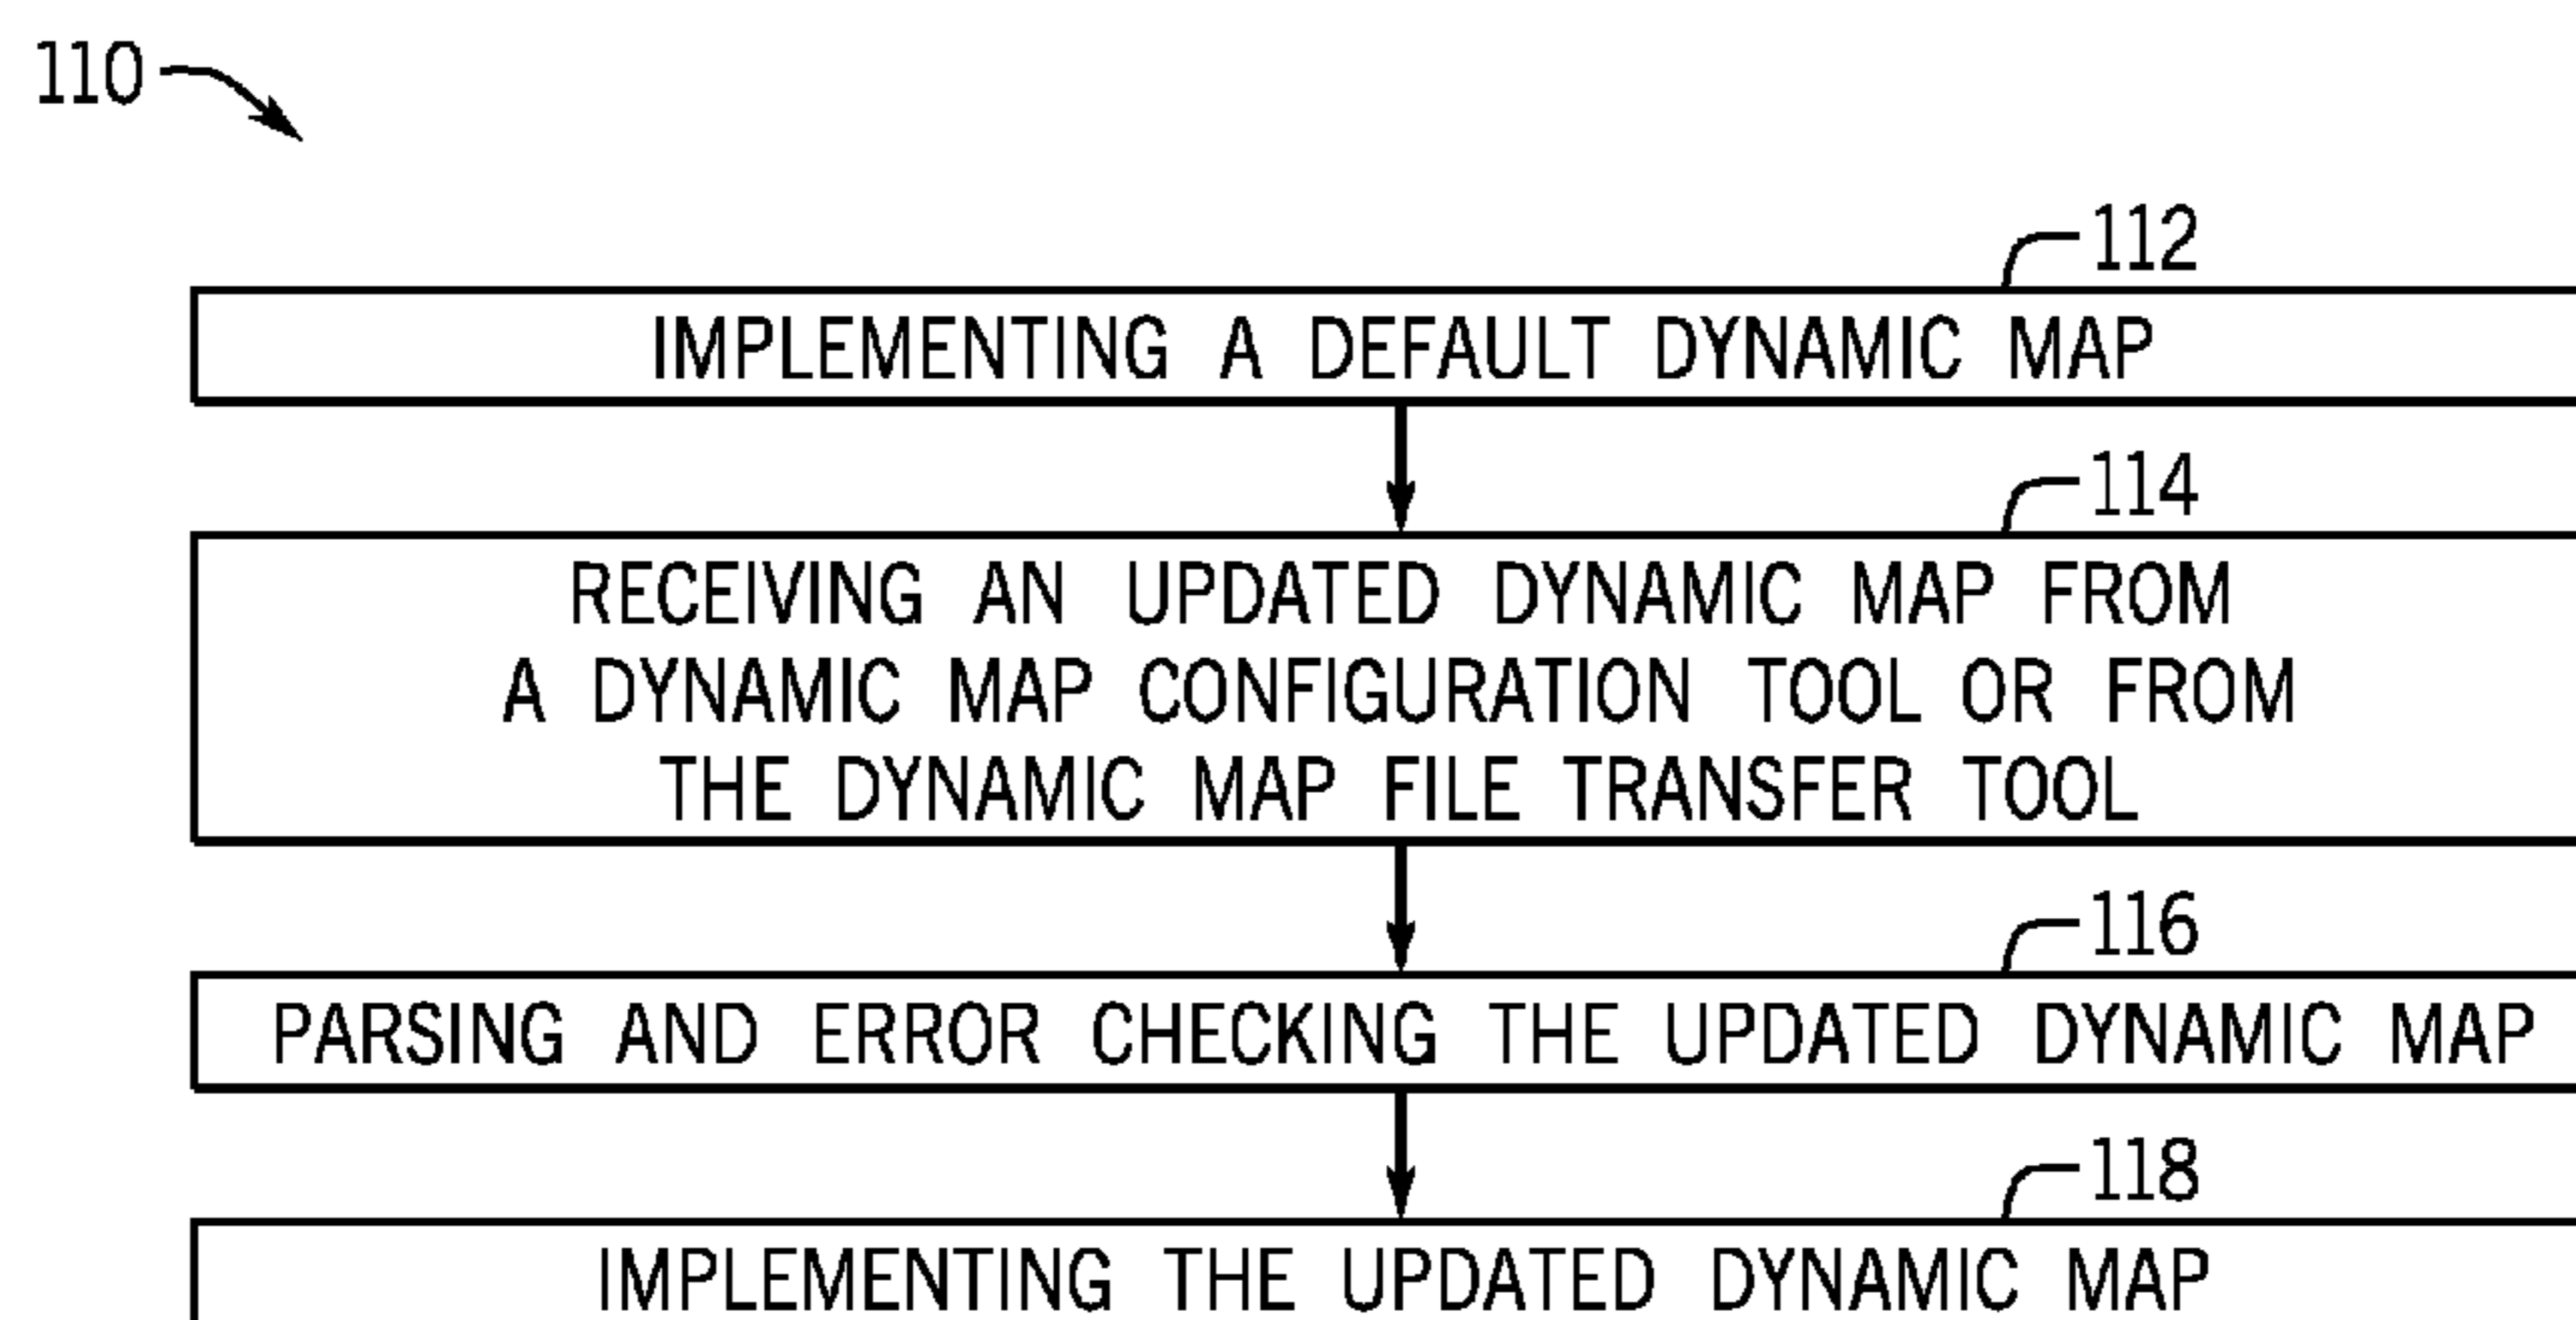 110
112
IMPLEMENTING A DEFAULT DYNAMIC MAP
114
RECEIVING AN UPDATED DYNAMIC MAP FROM
A DYNAMIC MAP CONFIGURATION TOOL OR FROM
THE DYNAMIC MAP FILE TRANSFER TOOL
116
PARSING AND ERROR CHECKING THE UPDATED DYNAMIC MAP
118
IMPLEMENTING THE UPDATED DYNAMIC MAP